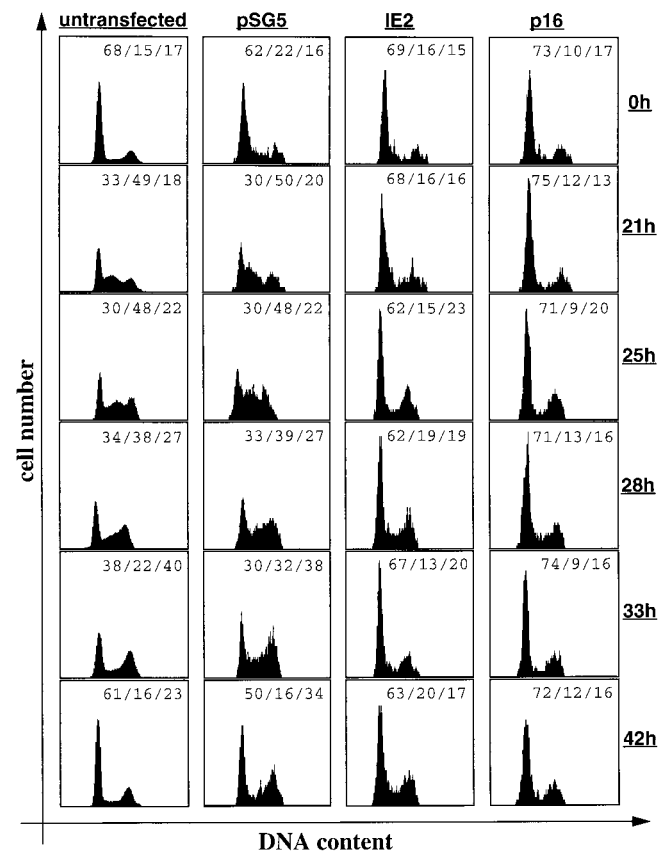 untransfected pSG5 IE2 p16
68/15/17 62/22/16 69/16/15 73/10/17
0h
33/49/18 30/50/20 68/16/16 75/12/13
21h
30/48/22 30/48/22 62/15/23 71/9/20
25h
34/38/27 33/39/27 62/19/19 71/13/16
28h
38/22/40 30/32/38 67/13/20 74/9/16
33h
61/16/23 50/16/34 63/20/17 72/12/16
42h
cell number
DNA content